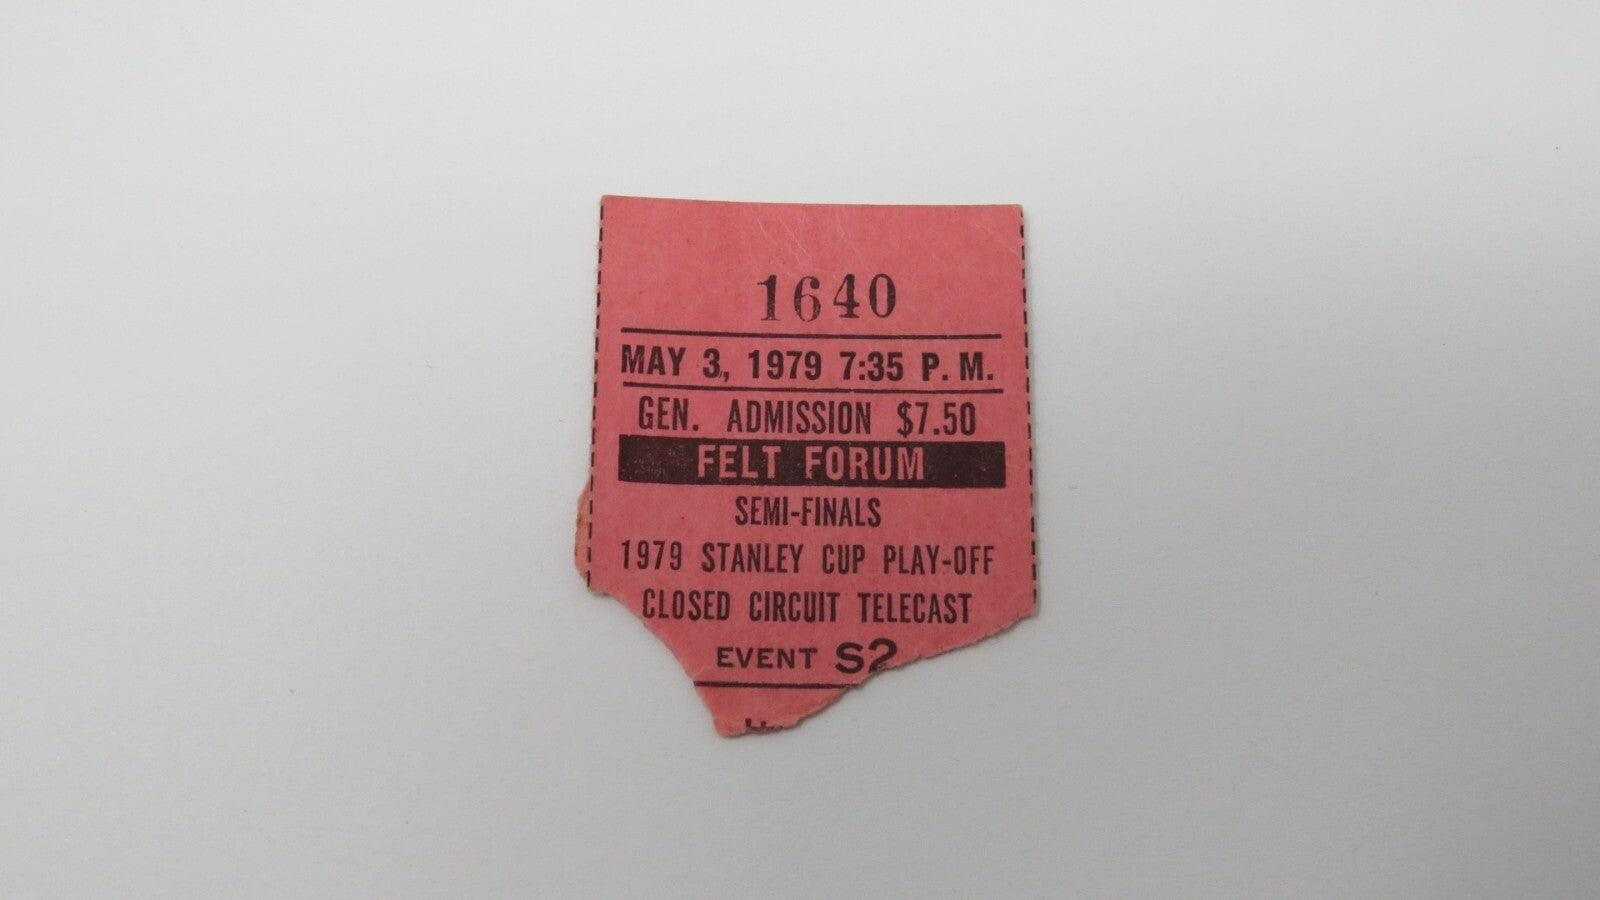 1640
MAY 3, 1979 7:35 P. M.
GEN. ADMISSION $7.50
FELT FORUM
SEMI-FINALS
1979 STANLEY CUP PLAY-OFF
CLOSED CIRCUIT TELECAST
EVENT S2